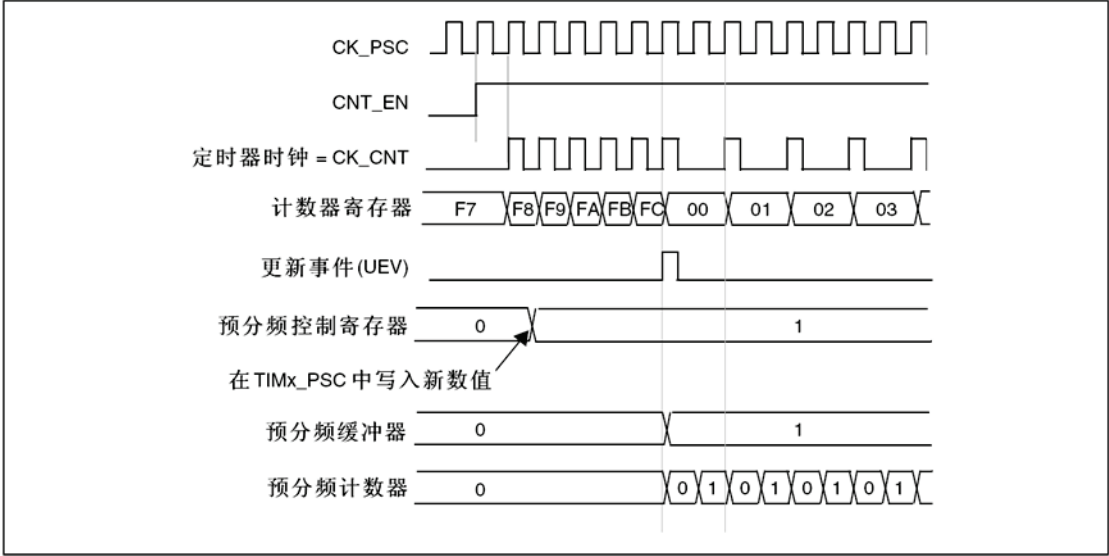 CK_PSC
CNT_EN
定时器时钟 = CK_CNT
计数器寄存器 F7 F8 F9 FA FB FC 00 01 02 03
更新事件(UEV)
预分频控制寄存器 0 1
在TIMx_PSC 中写入新数值
预分频缓冲器 0 1
预分频计数器 0 0 1 0 1 0 1 0 1